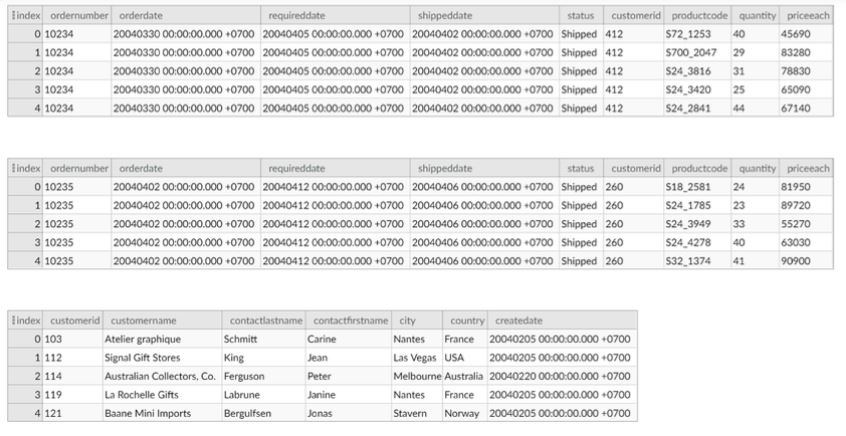 index ordernumber orderdate requireddate shippeddate status customerid productcode quantity priceeach
0 10234 20040330 00:00:00.000 +0700 20040405 00:00:00.000 +0700 20040402 00:00:00.000 +0700 Shipped 412 S72_1253 40 45690
1 10234 20040330 00:00:00.000 +0700 20040405 00:00:00.000 +0700 20040402 00:00:00.000 +0700 Shipped 412 S700_2047 29 83280
2 10234 20040330 00:00:00.000 +0700 20040405 00:00:00.000 +0700 20040402 00:00:00.000 +0700 Shipped 412 S24_3816 31 78830
3 10234 20040330 00:00:00.000 +0700 20040405 00:00:00.000 +0700 20040402 00:00:00.000 +0700 Shipped 412 S24_3420 25 65090
4 10234 20040330 00:00:00.000 +0700 20040405 00:00:00.000 +0700 20040402 00:00:00.000 +0700 Shipped 412 S24_2841 44 67140
index ordernumber orderdate requireddate shippeddate status customerid productcode quantity priceeach
0 10235 20040402 00:00:00.000 +0700 20040412 00:00:00.000 +0700 20040406 00:00:00.000 +0700 Shipped 260 S18_2581 24 81950
1 10235 20040402 00:00:00.000 +0700 20040412 00:00:00.000 +0700 20040406 00:00:00.000 +0700 Shipped 260 S24_1785 23 89720
2 10235 20040402 00:00:00.000 +0700 20040412 00:00:00.000 +0700 20040406 00:00:00.000 +0700 Shipped 260 S24_3949 33 55270
3 10235 20040402 00:00:00.000 +0700 20040412 00:00:00.000 +0700 20040406 00:00:00.000 +0700 Shipped 260 S24_4278 40 63030
4 10235 20040402 00:00:00.000 +0700 20040412 00:00:00.000 +0700 20040406 00:00:00.000 +0700 Shipped 260 S32_1374 41 90900
index customerid customername contactlastname contactfirstname city country createdate
0 103 Atelier graphique Schmitt Carine Nantes France 20040205 00:00:00.000 +0700
1 112 Signal Gift Stores King Jean Las Vegas USA 20040205 00:00:00.000 +0700
2 114 Australian Collectors, Co. Ferguson Peter Melbourne Australia 20040220 00:00:00.000 +0700
3 119 La Rochelle Gifts Labrune Janine Nantes France 20040205 00:00:00.000 +0700
4 121 Baane Mini Imports Bergulfsen Jonas Stavern Norway 20040205 00:00:00.000 +0700